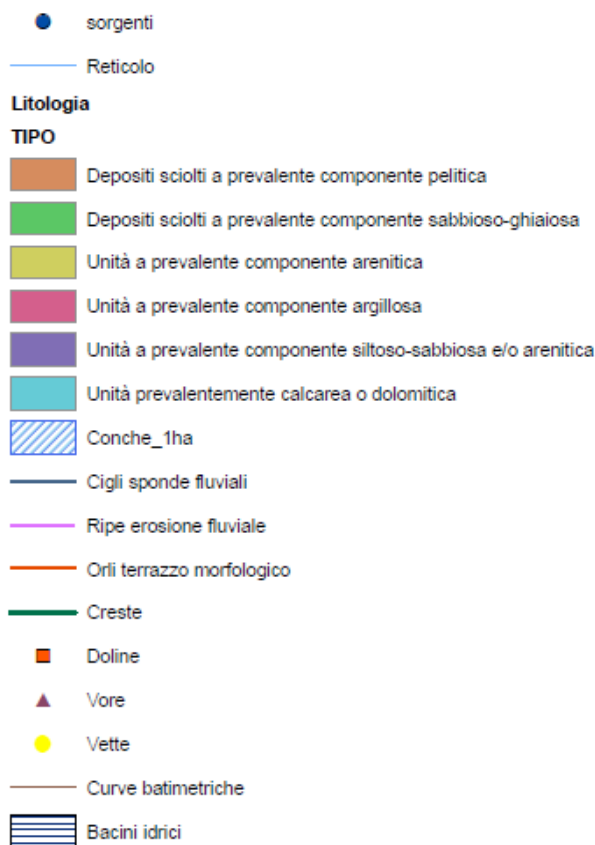 sorgenti
Reticolo
Litologia
TIPO
Depositi sciolti a prevalente componente pelitica
Depositi sciolti a prevalente componente sabbioso-ghiaiosa
Unità a prevalente componente arenitica
Unità a prevalente componente argillosa
Unità a prevalente componente siltoso-sabbiosa e/o arenitica
Unità prevalentemente calcarea o dolomitica
Conche_1ha
Cigli sponde fluviali
Ripe erosione fluviale
Orli terrazzo morfologico
Creste
Doline
Vore
Vette
Curve batimetriche
Bacini idrici